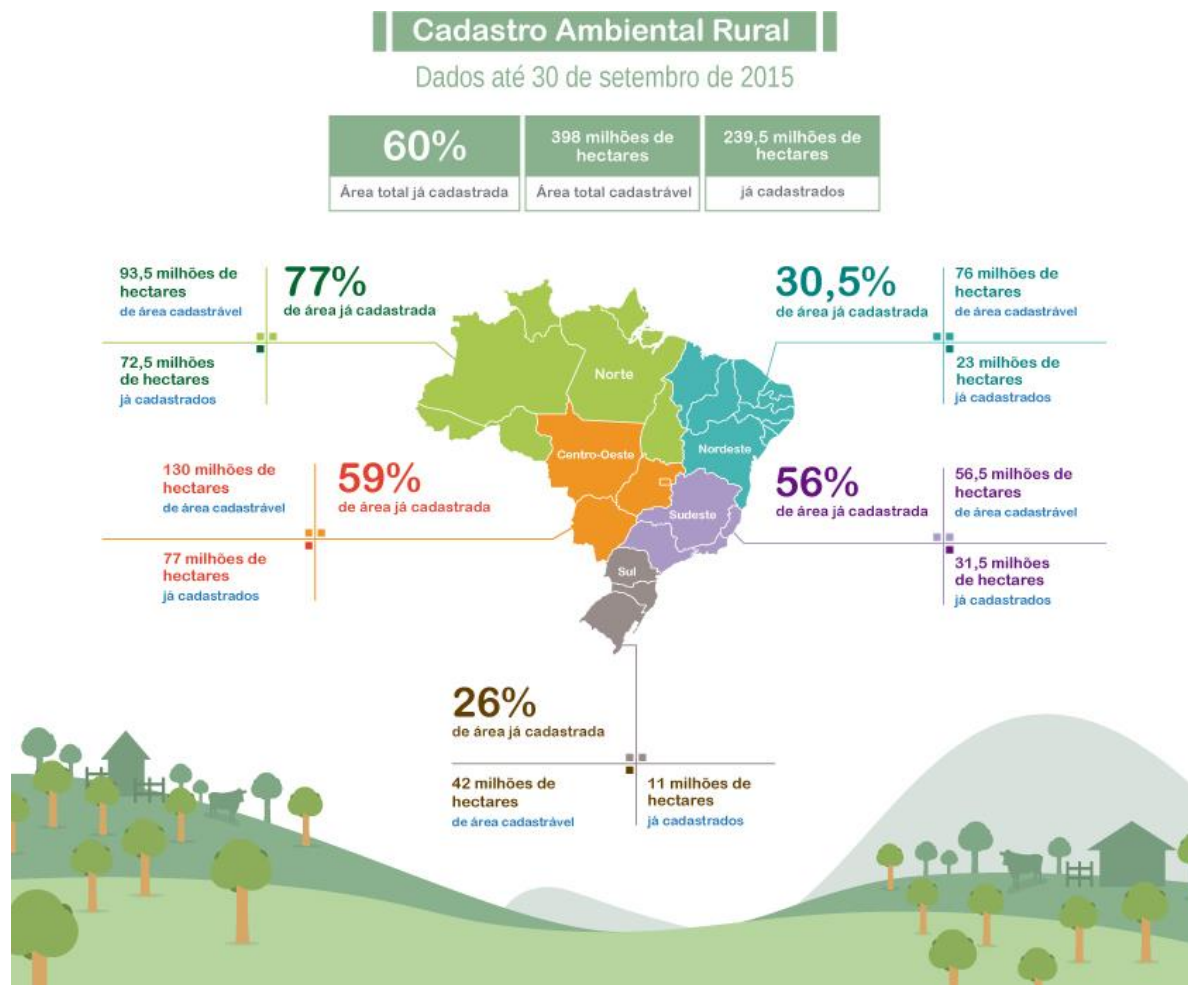 Cadastro Ambiental Rural
Dados até 30 de setembro de 2015
60%
Área total já cadastrada
398 milhões de
hectares
Área total cadastrável
239,5 milhões de
hectares
já cadastrados
93,5 milhões de
hectares
de área cadastrável
77%
de área já cadastrada
72,5 milhões
de hectares
já cadastrados
30,5%
de área já cadastrada
76 milhões de
hectares
de área cadastrável
23 milhões de
hectares
já cadastrados
Norte
Nordeste
Centro-Oeste
Sudeste
Sul
130 milhões de
hectares
de área cadastrável
59%
de área já cadastrada
77 milhões de
hectares
já cadastrados
56%
de área já cadastrada
56,5 milhões de
hectares
de área cadastrável
31,5 milhões
de hectares
já cadastrados
26%
de área já cadastrada
42 milhões de
hectares
de área cadastrável
11 milhões de
hectares
já cadastrados